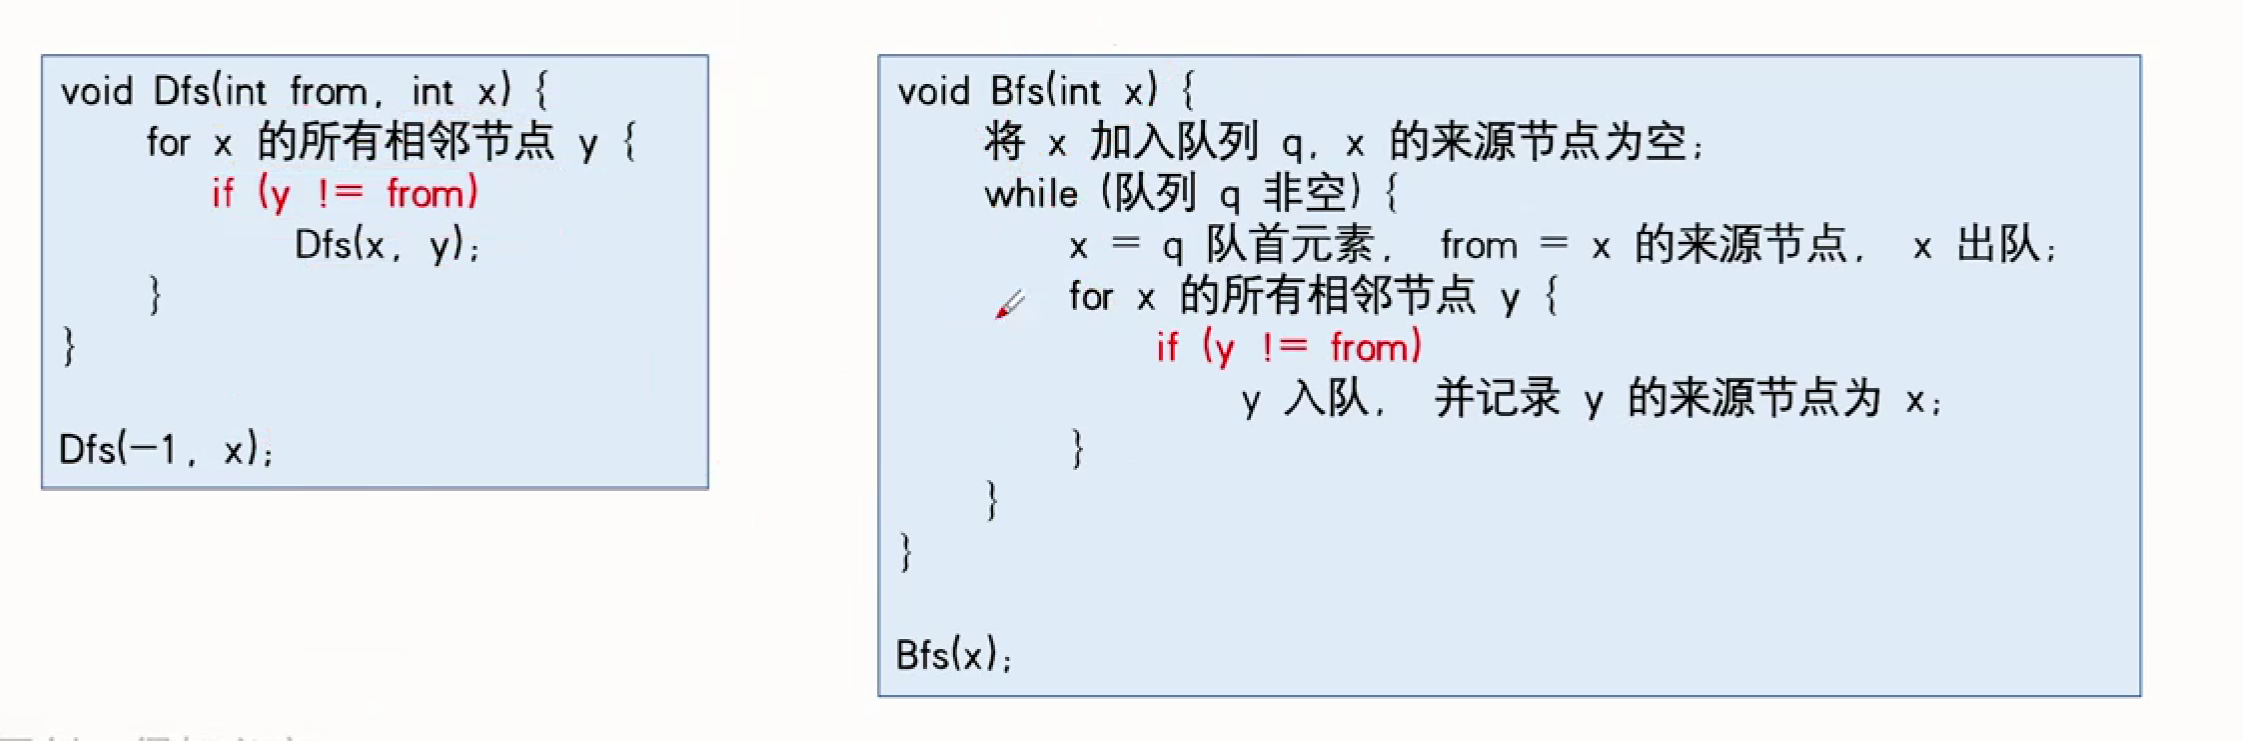 void Dfs(int from, int x) {
for x 的所有相邻节点 y {
if (y != from)
Dfs(x, y);
}
}
Dfs(-1, x);
void Bfs(int x) {
将 x 加入队列 q, x 的来源节点为空;
while (队列 q 非空) {
x = q 队首元素, from = x 的来源节点, x 出队;
for x 的所有相邻节点 y {
if (y != from)
y 入队, 并记录 y 的来源节点为 x;
}
}
}
Bfs(x);